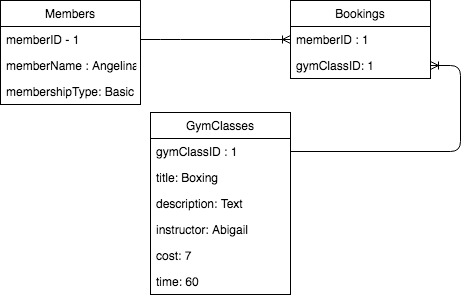 Members
memberID - 1
memberName : Angelina
membershipType: Basic
Bookings
memberID : 1
gymClassID: 1
GymClasses
gymClassID : 1
title: Boxing
description: Text
instructor: Abigail
cost: 7
time: 60